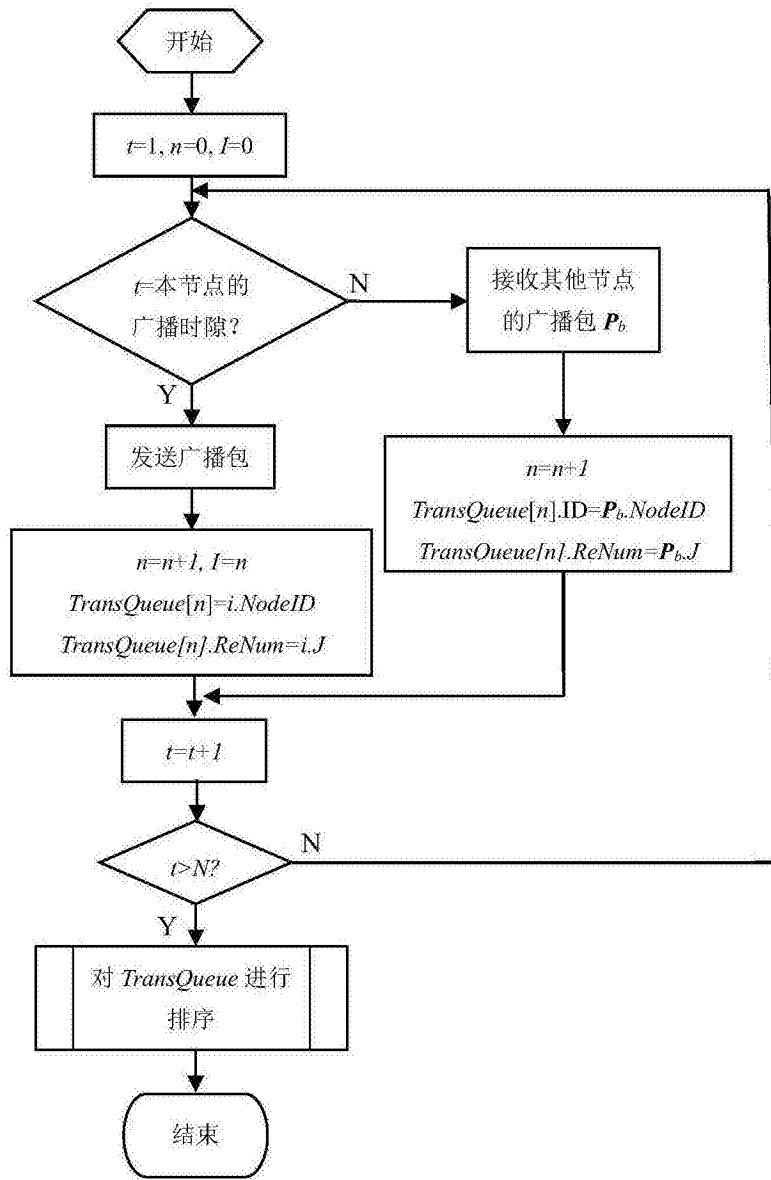 开始
t=1, n=0, I=0
t=本节点的
广播时隙?
N
接收其他节点
的广播包 Pb
Y
发送广播包
n=n+1
TransQueue[n].ID=Pb.NodeID
TransQueue[n].ReNum=Pb.J
n=n+1, I=n
TransQueue[n]=i.NodeID
TransQueue[n].ReNum=i.J
t=t+1
t>N?
N
Y
对 TransQueue 进行
排序
结束